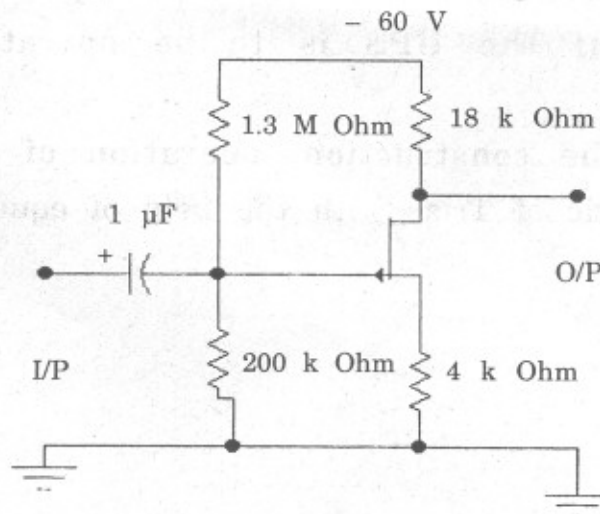 – 60 V
1.3 M Ohm
18 k Ohm
1 μF
+
O/P
I/P
200 k Ohm
4 k Ohm